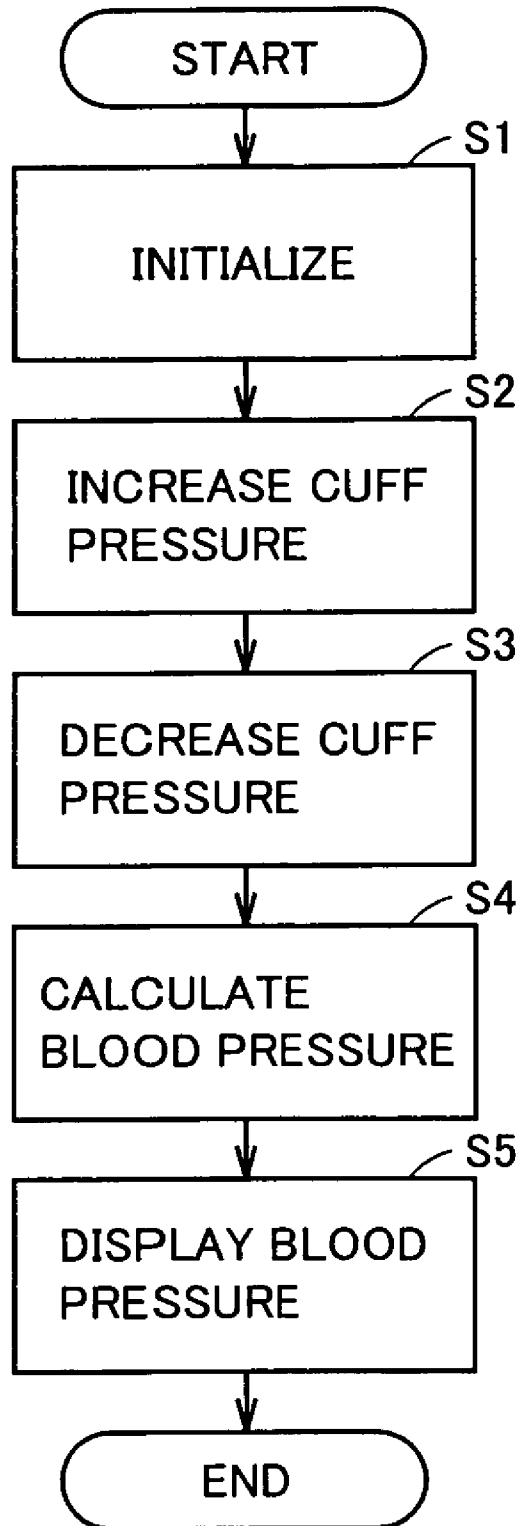 START
S1
INITIALIZE
S2
INCREASE CUFF
PRESSURE
S3
DECREASE CUFF
PRESSURE
S4
CALCULATE
BLOOD PRESSURE
S5
DISPLAY BLOOD
PRESSURE
END